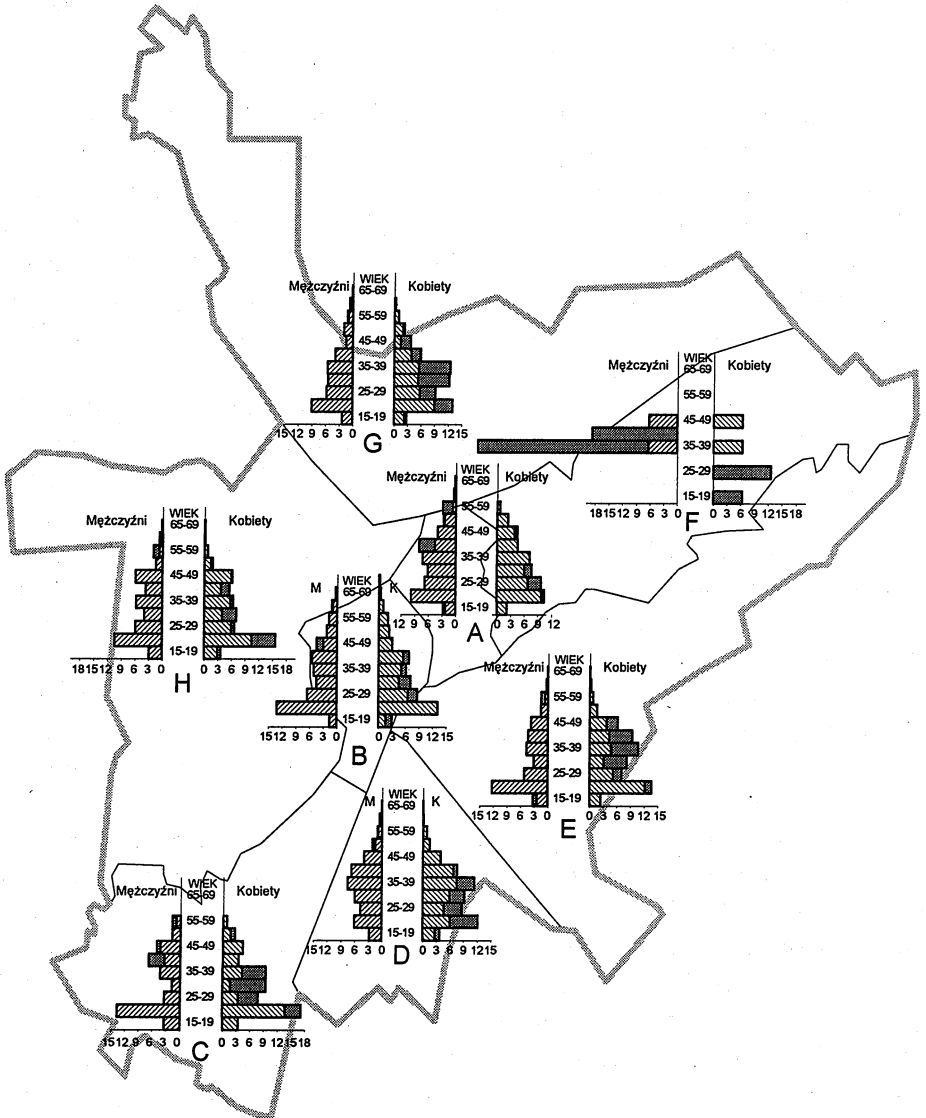 WIEK
Mężczyźni 65-69 Kobiety
55-59
45-49
35-39
25-29
15-19
15 12 9 6 3 0 0 3 6 9 12 15
G
WIEK
Mężczyźni 65-69 Kobiety
55-59
45-49
35-39
25-29
15-19
18 15 12 9 6 3 0 0 3 6 9 12 15 18
F
WIEK
Mężczyźni 65-69 Kobiety
55-59
45-49
35-39
25-29
15-19
12 9 6 3 0 0 3 6 9 12
A
WIEK
Mężczyźni 65-69 Kobiety
55-59
45-49
35-39
25-29
15-19
18 15 12 9 6 3 0 0 3 6 9 12 15 18
H
WIEK
M 65-69 K
55-59
45-49
35-39
25-29
15-19
15 12 9 6 3 0 0 3 6 9 12 15
B
WIEK
Mężczyźni 65-69 Kobiety
55-59
45-49
35-39
25-29
15-19
15 12 9 6 3 0 0 3 6 9 12 15
E
WIEK
M 65-69 K
55-59
45-49
35-39
25-29
15-19
15 12 9 6 3 0 0 3 6 9 12 15
D
WIEK
Mężczyźni 65-69 Kobiety
55-59
45-49
35-39
25-29
15-19
15 12 9 6 3 0 0 3 6 9 12 15 18
C